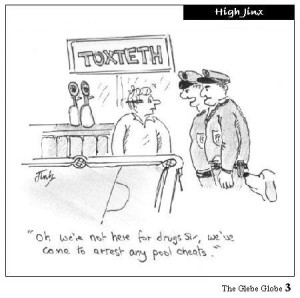 High Jinx
TOXTETH
Jintz
"Oh we're not here for drugs Sir, we've
come to arrest any pool cheats."
The Glebe Globe 3